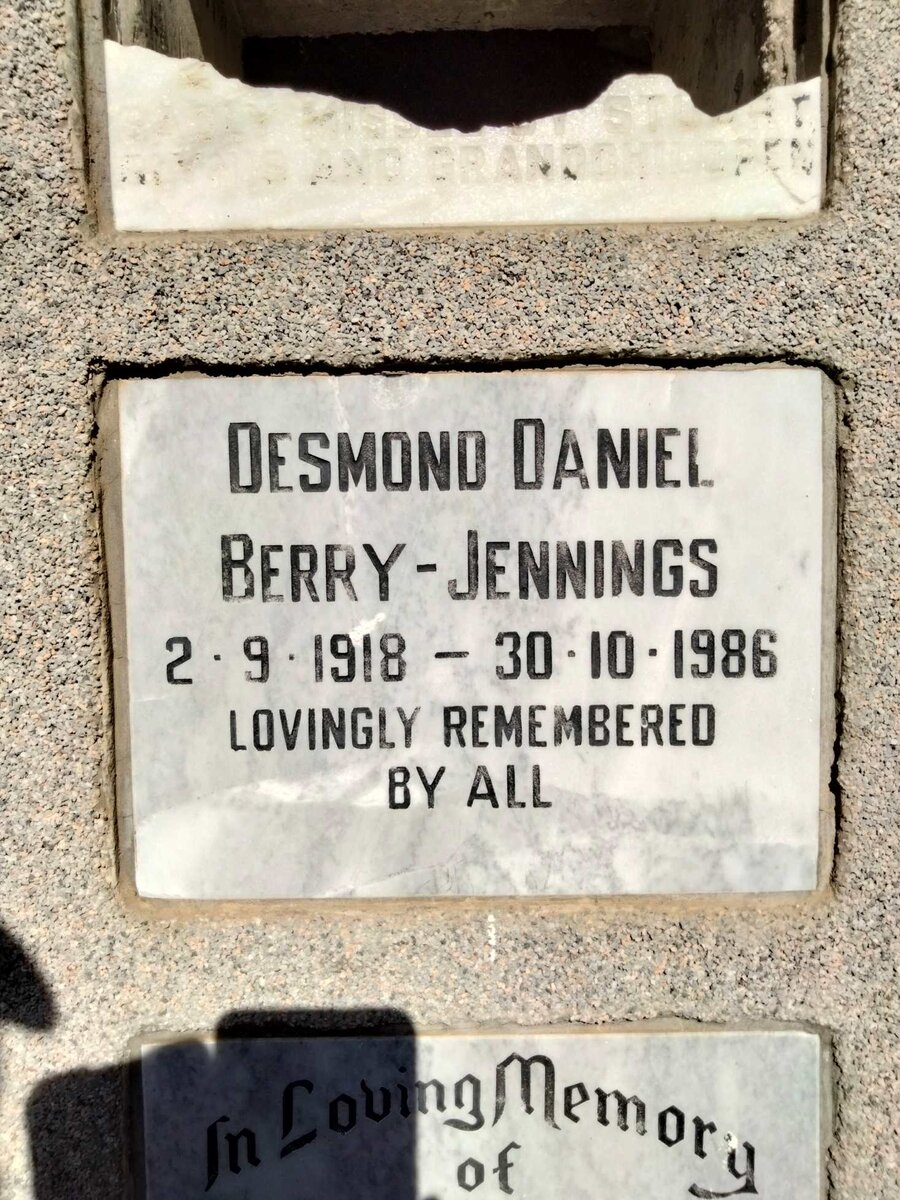 AND GRANDCHILDREN
DESMOND DANIEL
BERRY-JENNINGS
2·9·1918 – 30·10·1986
LOVINGLY REMEMBERED
BY ALL
In Loving Memory
of